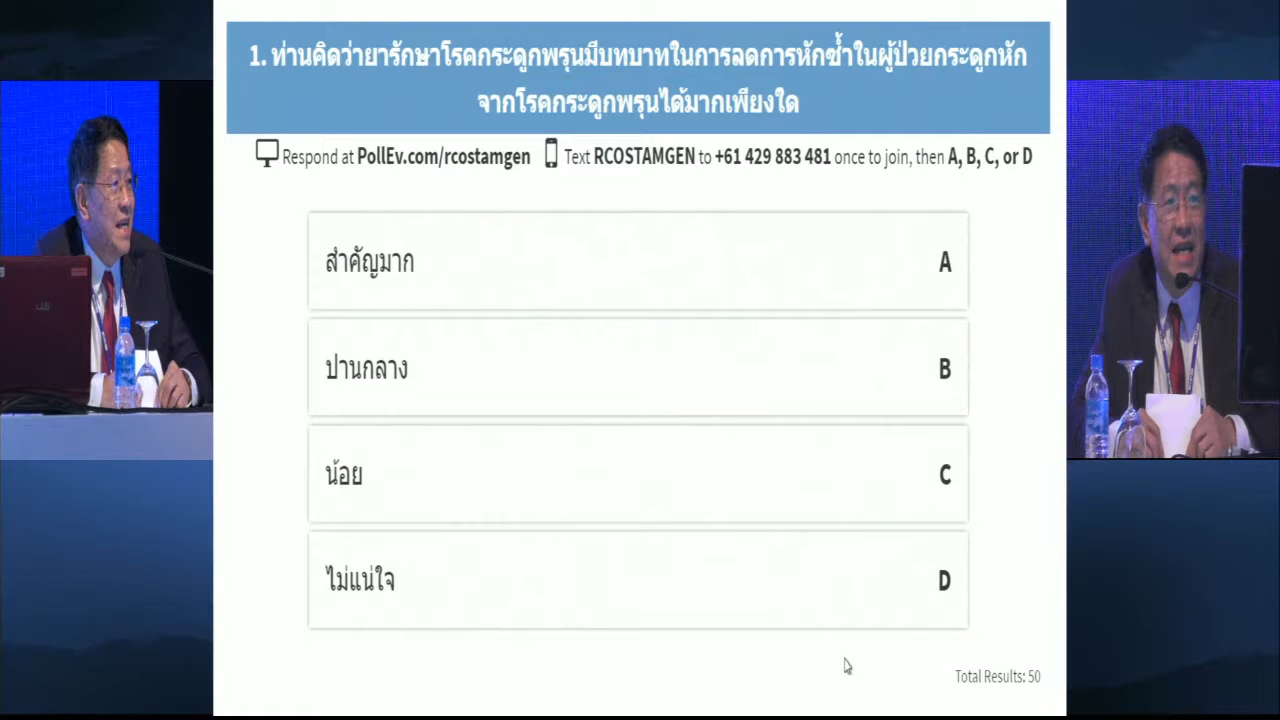 1. ท่านคิดว่ายารักษาโรคกระดูกพรุนมีบทบาทในการลดการหักซ้ำในผู้ป่วยกระดูกหัก
จากโรคกระดูกพรุนได้มากเพียงใด
Respond at PollEv.com/rcostamgen Text RCOSTAMGEN to +61 429 883 481 once to join, then A, B, C, or D
สำคัญมาก A
ปานกลาง B
น้อย C
ไม่แน่ใจ D
Total Results: 50